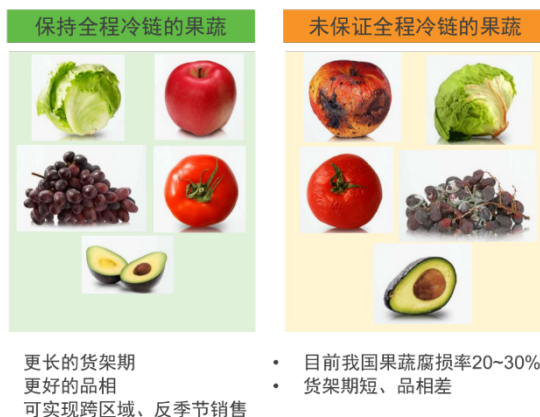 保持全程冷链的果蔬
未保证全程冷链的果蔬
更长的货架期
更好的品相
可实现跨区域、反季节销售
• 目前我国果蔬腐损率20~30%
• 货架期短、品相差